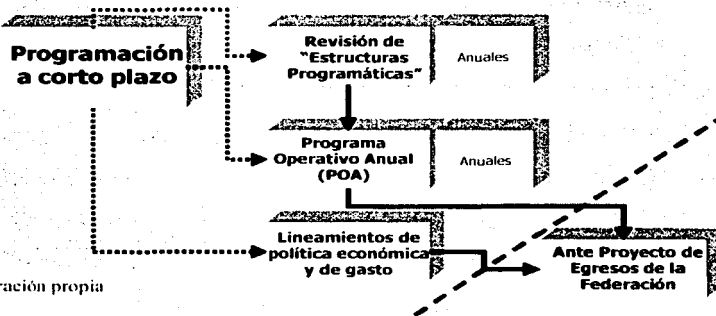 Programación
a corto plazo
Revisión de
"Estructuras
Programáticas"
Anuales
Programa
Operativo Anual
(POA)
Anuales
Lineamientos de
política económica
y de gasto
Ante Proyecto de
Egresos de la
Federación
ración propia